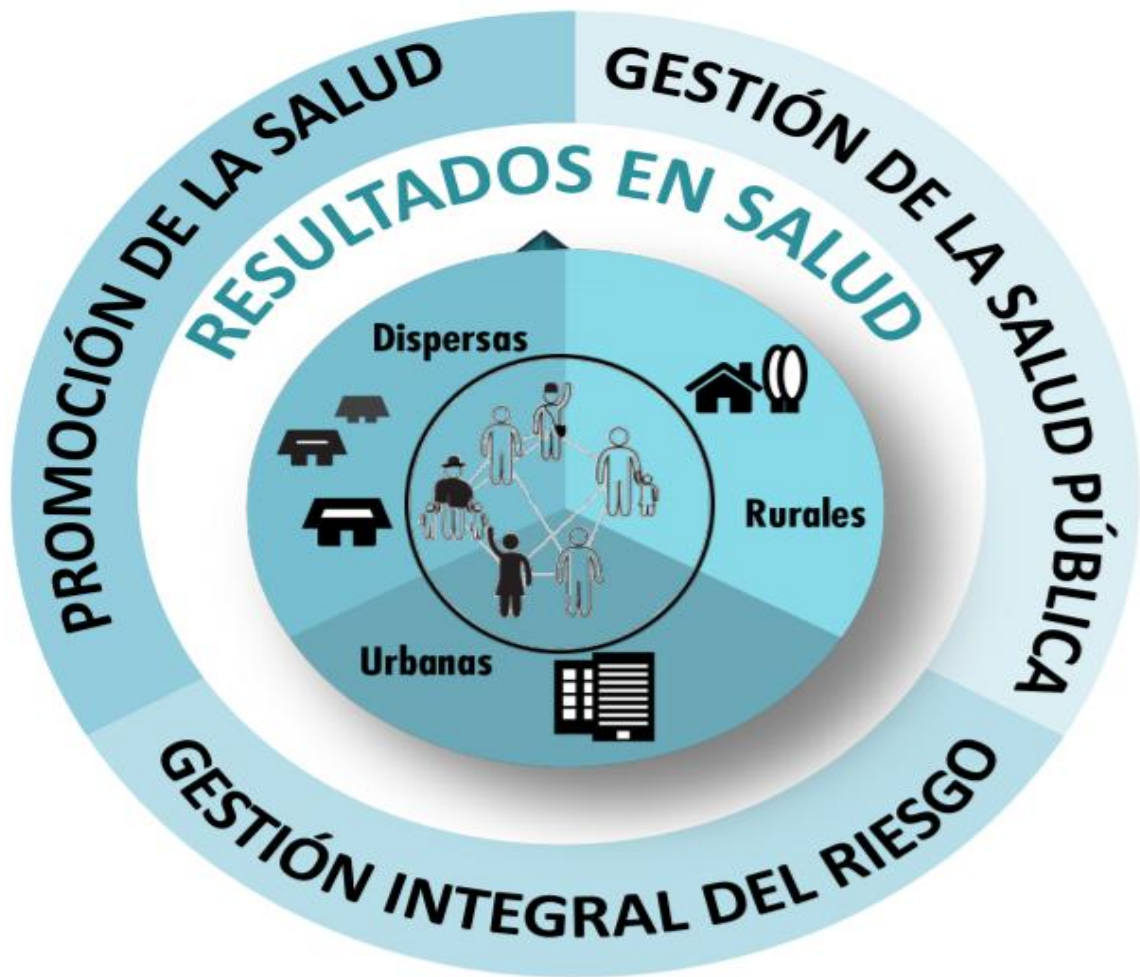 PROMOCIÓN DE LA SALUD
GESTIÓN DE LA SALUD PÚBLICA
RESULTADOS EN SALUD
Dispersas
Rurales
Urbanas
GESTIÓN INTEGRAL DEL RIESGO